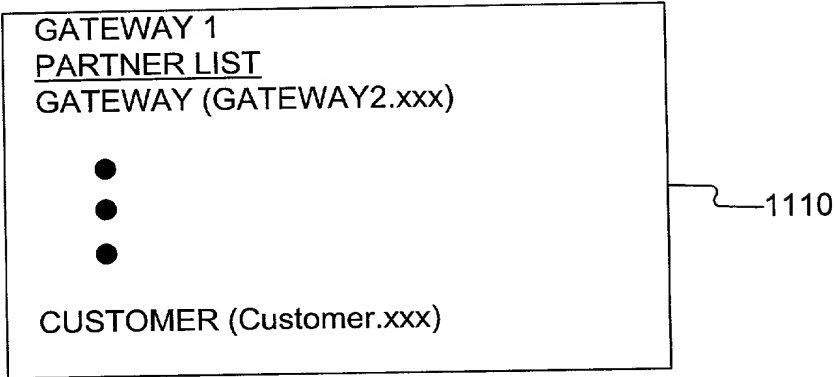 GATEWAY 1
PARTNER LIST
GATEWAY (GATEWAY2.xxx)
CUSTOMER (Customer.xxx)
1110